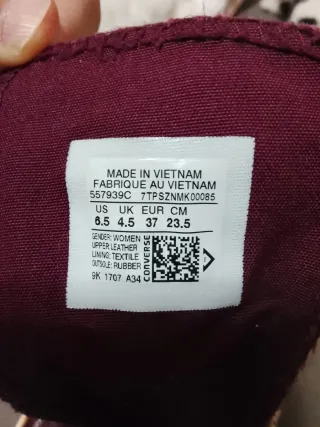 MADE IN VIETNAM
FABRIQUE AU VIETNAM
557939C 7TPSZNMK00085
US UK EUR CM
6.5 4.5 37 23.5
GENDER: WOMEN
UPPER: LEATHER
LINING: TEXTILE
OUTSOLE: RUBBER
9K 1707 A34
CONVERSE